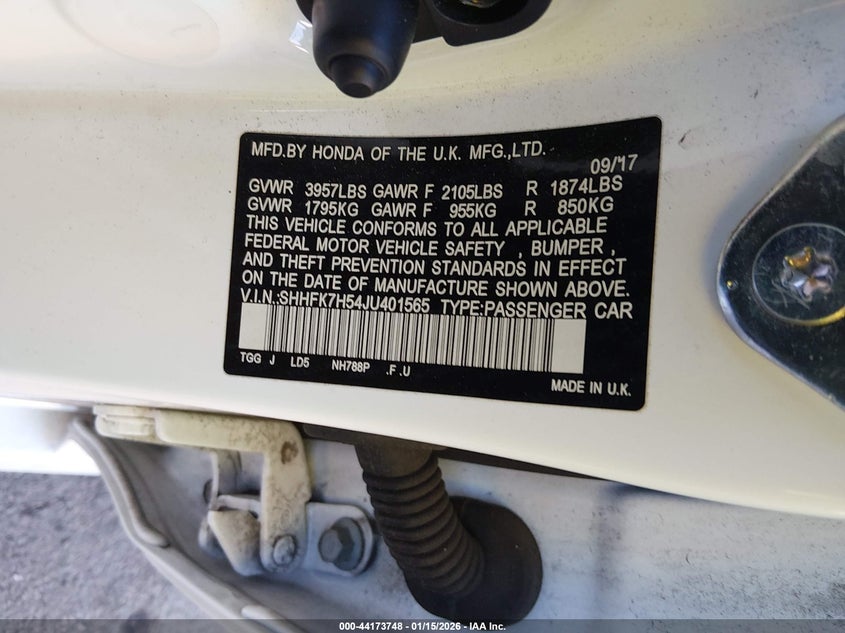 MFD.BY HONDA OF THE U.K. MFG.,LTD.
09/17
GVWR 3957LBS GAWR F 2105LBS R 1874LBS
GVWR 1795KG GAWR F 955KG R 850KG
THIS VEHICLE CONFORMS TO ALL APPLICABLE
FEDERAL MOTOR VEHICLE SAFETY , BUMPER ,
AND THEFT PREVENTION STANDARDS IN EFFECT
ON THE DATE OF MANUFACTURE SHOWN ABOVE.
V.I.N.:SHHFK7H54JU401565 TYPE:PASSENGER CAR
TGG J LD5 NH788P .F .U
MADE IN U.K.
000-44173748 - 01/15/2026 - IAA Inc.